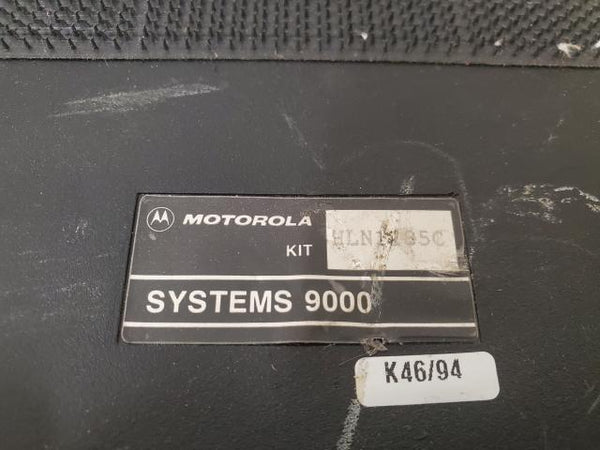 MOTOROLA
KIT
SYSTEMS 9000
K46/94